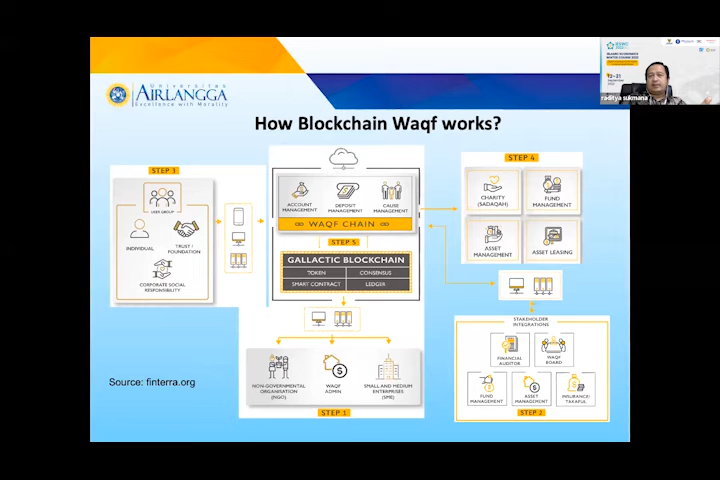 Universitas
AIRLANGGA
Excellence with Morality
How Blockchain Waqf works?
STEP 3
USER GROUP
INDIVIDUAL
TRUST /
FOUNDATION
CORPORATE SOCIAL
RESPONSIBILITY
ACCOUNT
MANAGEMENT
DEPOSIT
MANAGEMENT
CAUSE
MANAGEMENT
WAQF CHAIN
STEP 5
GALLACTIC BLOCKCHAIN
TOKEN
CONSENSUS
SMART CONTRACT
LEDGER
NON-GOVERNMENTAL
ORGANISATION
(NGO)
WAQF
ADMIN
SMALL AND MEDIUM
ENTERPRISES
(SME)
STEP 1
STEP 4
CHARITY
(SADAQAH)
FUND
MANAGEMENT
ASSET
MANAGEMENT
ASSET LEASING
STAKEHOLDER
INTEGRATIONS
FINANCIAL
AUDITOR
WAQF
BOARD
FUND
MANAGEMENT
ASSET
MANAGEMENT
INSURANCE/
TAKAFUL
STEP 2
Source: finterra.org
raditya sukmana